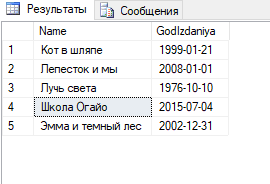 Результаты Сообщения
Name GodIzdaniya
1 Кот в шляпе 1999-01-21
2 Лепесток и мы 2008-01-01
3 Лучь света 1976-10-10
4 Школа Огайо 2015-07-04
5 Эмма и темный лес 2002-12-31